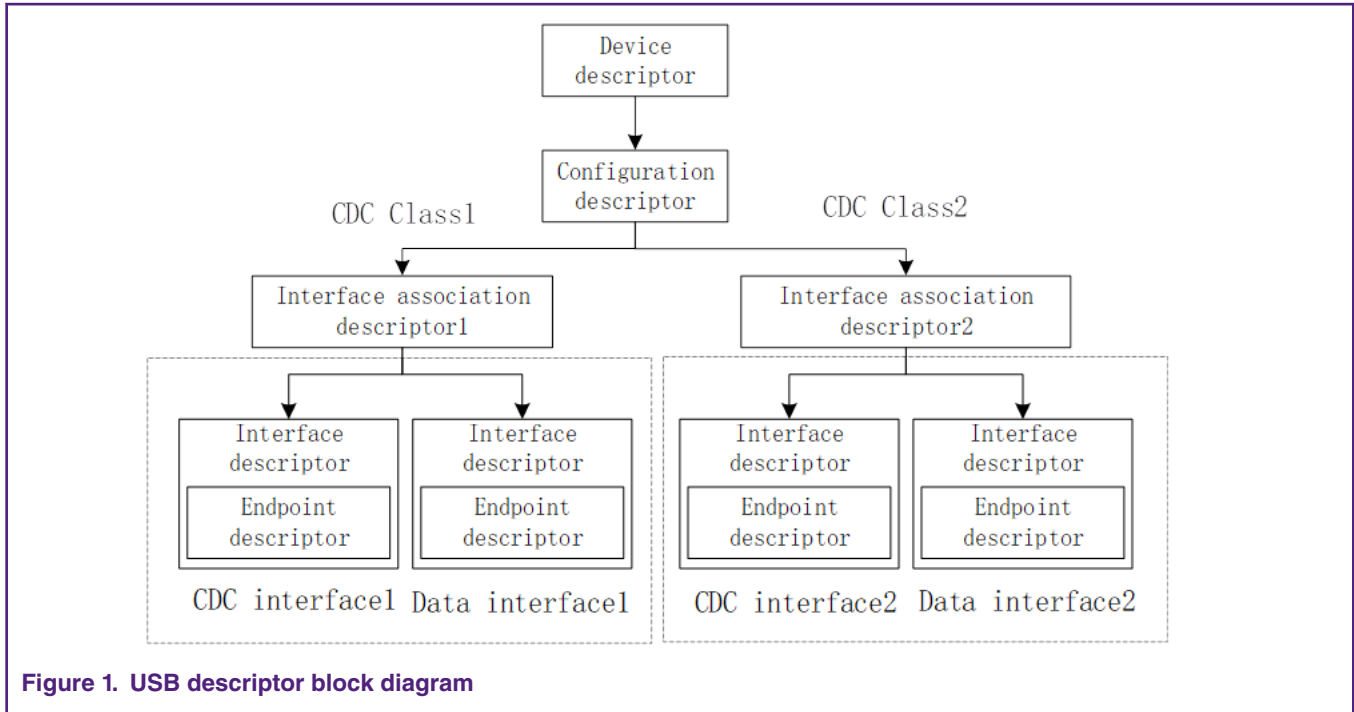 Device
descriptor
Configuration
descriptor
CDC Class1
CDC Class2
Interface association
descriptor1
Interface association
descriptor2
Interface
descriptor
Endpoint
descriptor
Interface
descriptor
Endpoint
descriptor
Interface
descriptor
Endpoint
descriptor
Interface
descriptor
Endpoint
descriptor
CDC interface1
Data interface1
CDC interface2
Data interface2
Figure 1. USB descriptor block diagram